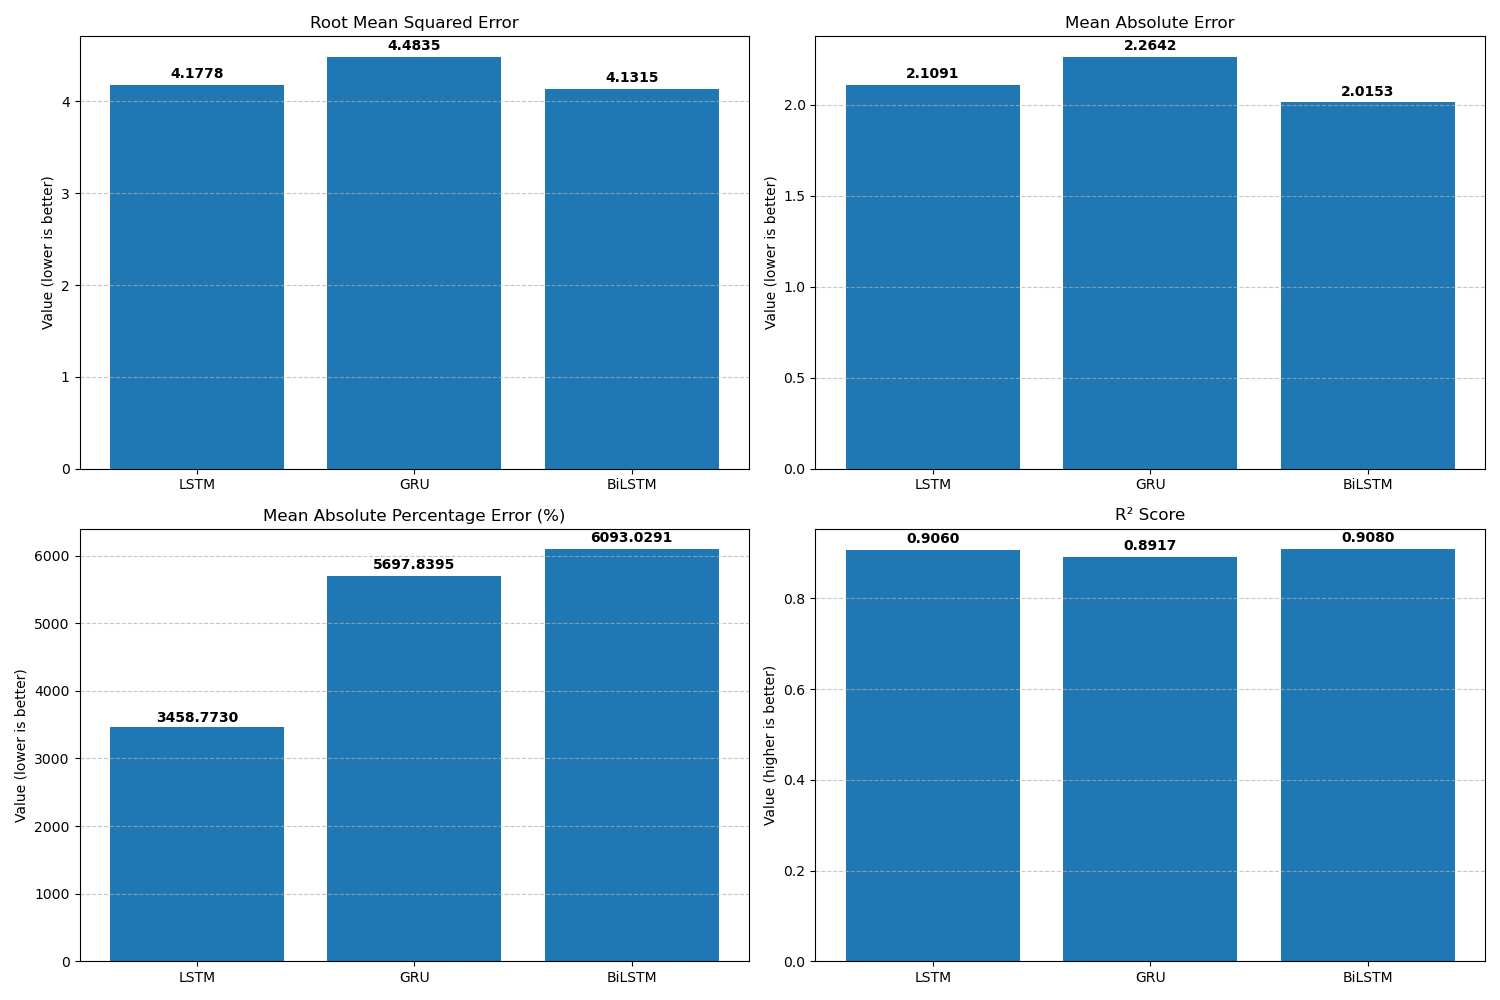 Root Mean Squared Error
Value (lower is better)
4
3
2
1
0
4.1778
4.4835
4.1315
LSTM
GRU
BiLSTM
Mean Absolute Error
Value (lower is better)
2.0
1.5
1.0
0.5
0.0
2.1091
2.2642
2.0153
LSTM
GRU
BiLSTM
Mean Absolute Percentage Error (%)
Value (lower is better)
6000
5000
4000
3000
2000
1000
0
3458.7730
5697.8395
6093.0291
LSTM
GRU
BiLSTM
R² Score
Value (higher is better)
0.8
0.6
0.4
0.2
0.0
0.9060
0.8917
0.9080
LSTM
GRU
BiLSTM